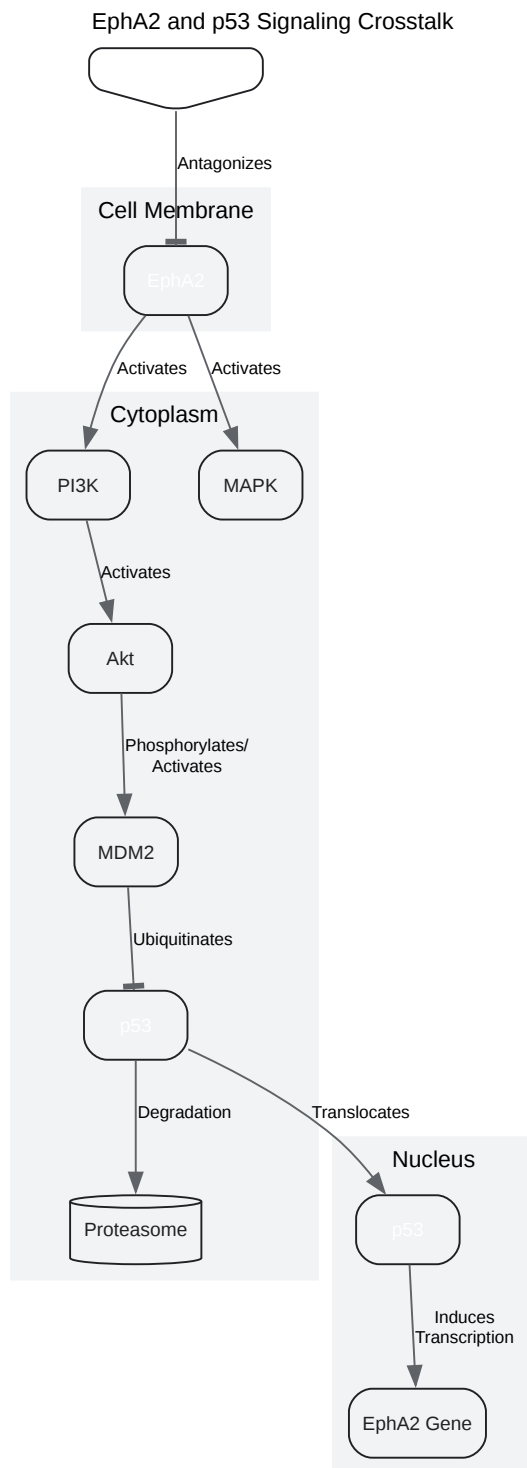 EphA2 and p53 Signaling Crosstalk
Antagonizes
Cell Membrane
EphA2
Activates
Activates
Cytoplasm
PI3K
MAPK
Activates
Akt
Phosphorylates/
Activates
MDM2
Ubiquitinates
p53
Degradation
Translocates
Nucleus
Proteasome
p53
Induces
Transcription
EphA2 Gene